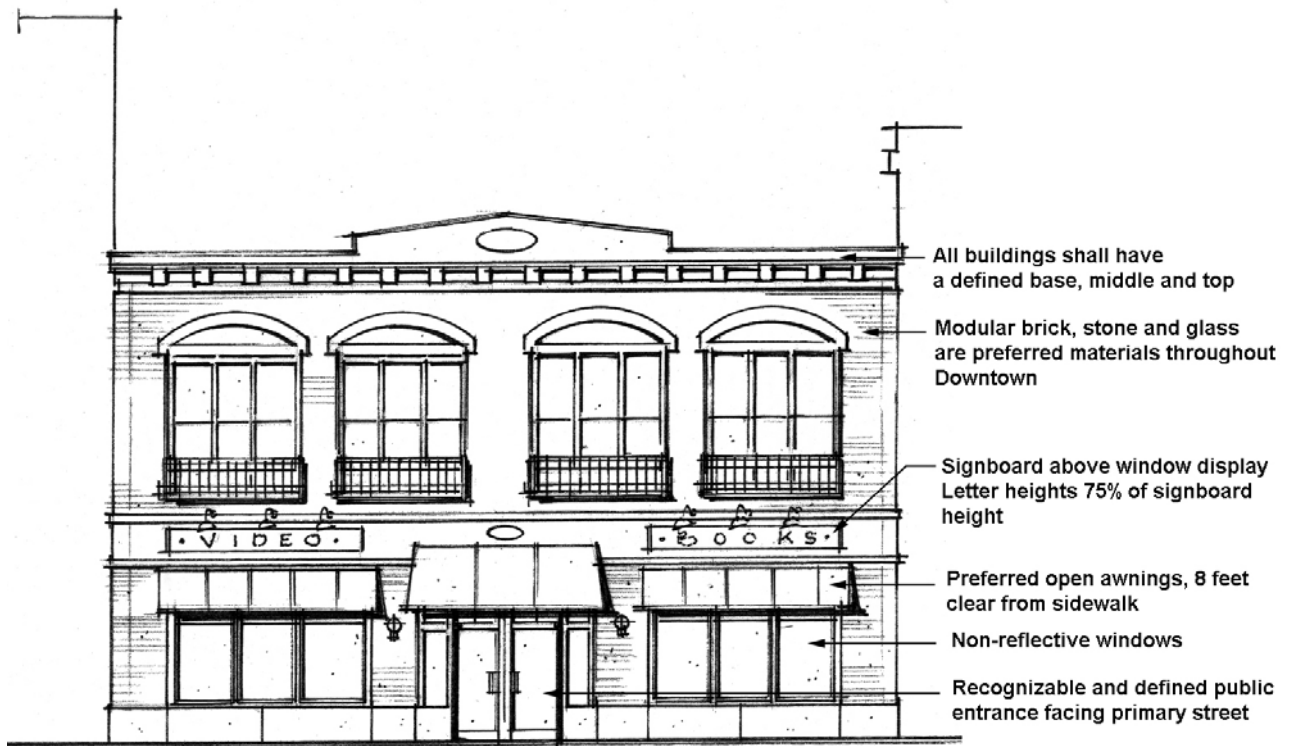 All buildings shall have
a defined base, middle and top
Modular brick, stone and glass
are preferred materials throughout
Downtown
Signboard above window display
Letter heights 75% of signboard
height
· VIDEO ·
· BOOKS ·
Preferred open awnings, 8 feet
clear from sidewalk
Non-reflective windows
Recognizable and defined public
entrance facing primary street